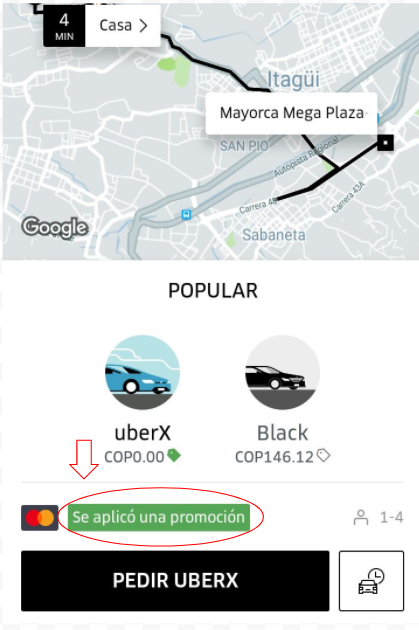 4
MIN
Casa >
Itagüi
Mayorca Mega Plaza
SAN PIO
Autopista Regional
Carrera 48
Carrera 43A
Sabaneta
Google
POPULAR
uberX
Black
COP0.00
COP146.12
Se aplicó una promoción
1-4
PEDIR UBERX